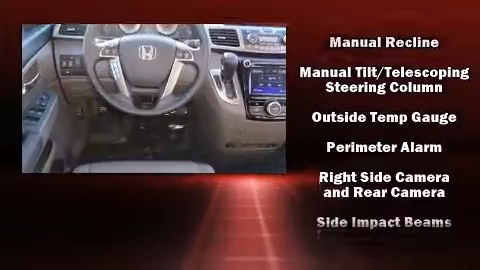 Manual Recline
Manual Tilt/Telescoping
Steering Column
Outside Temp Gauge
Perimeter Alarm
Right Side Camera
and Rear Camera
Side Impact Beams